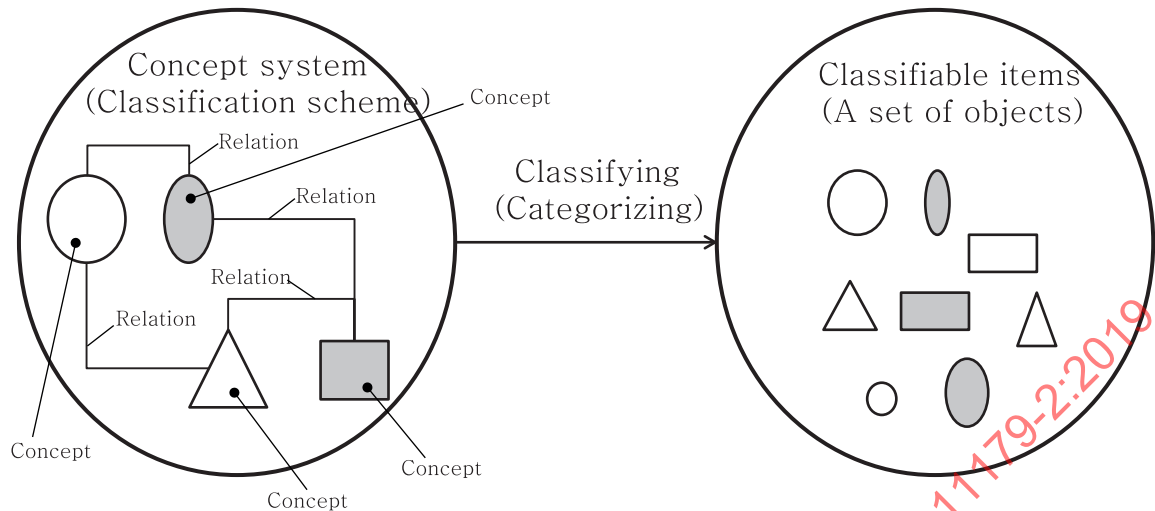 Concept system
(Classification scheme)
Concept
Relation
Relation
Relation
Relation
Concept
Concept
Concept
Classifying
(Categorizing)
Classifiable items
(A set of objects)
11179-2:2019